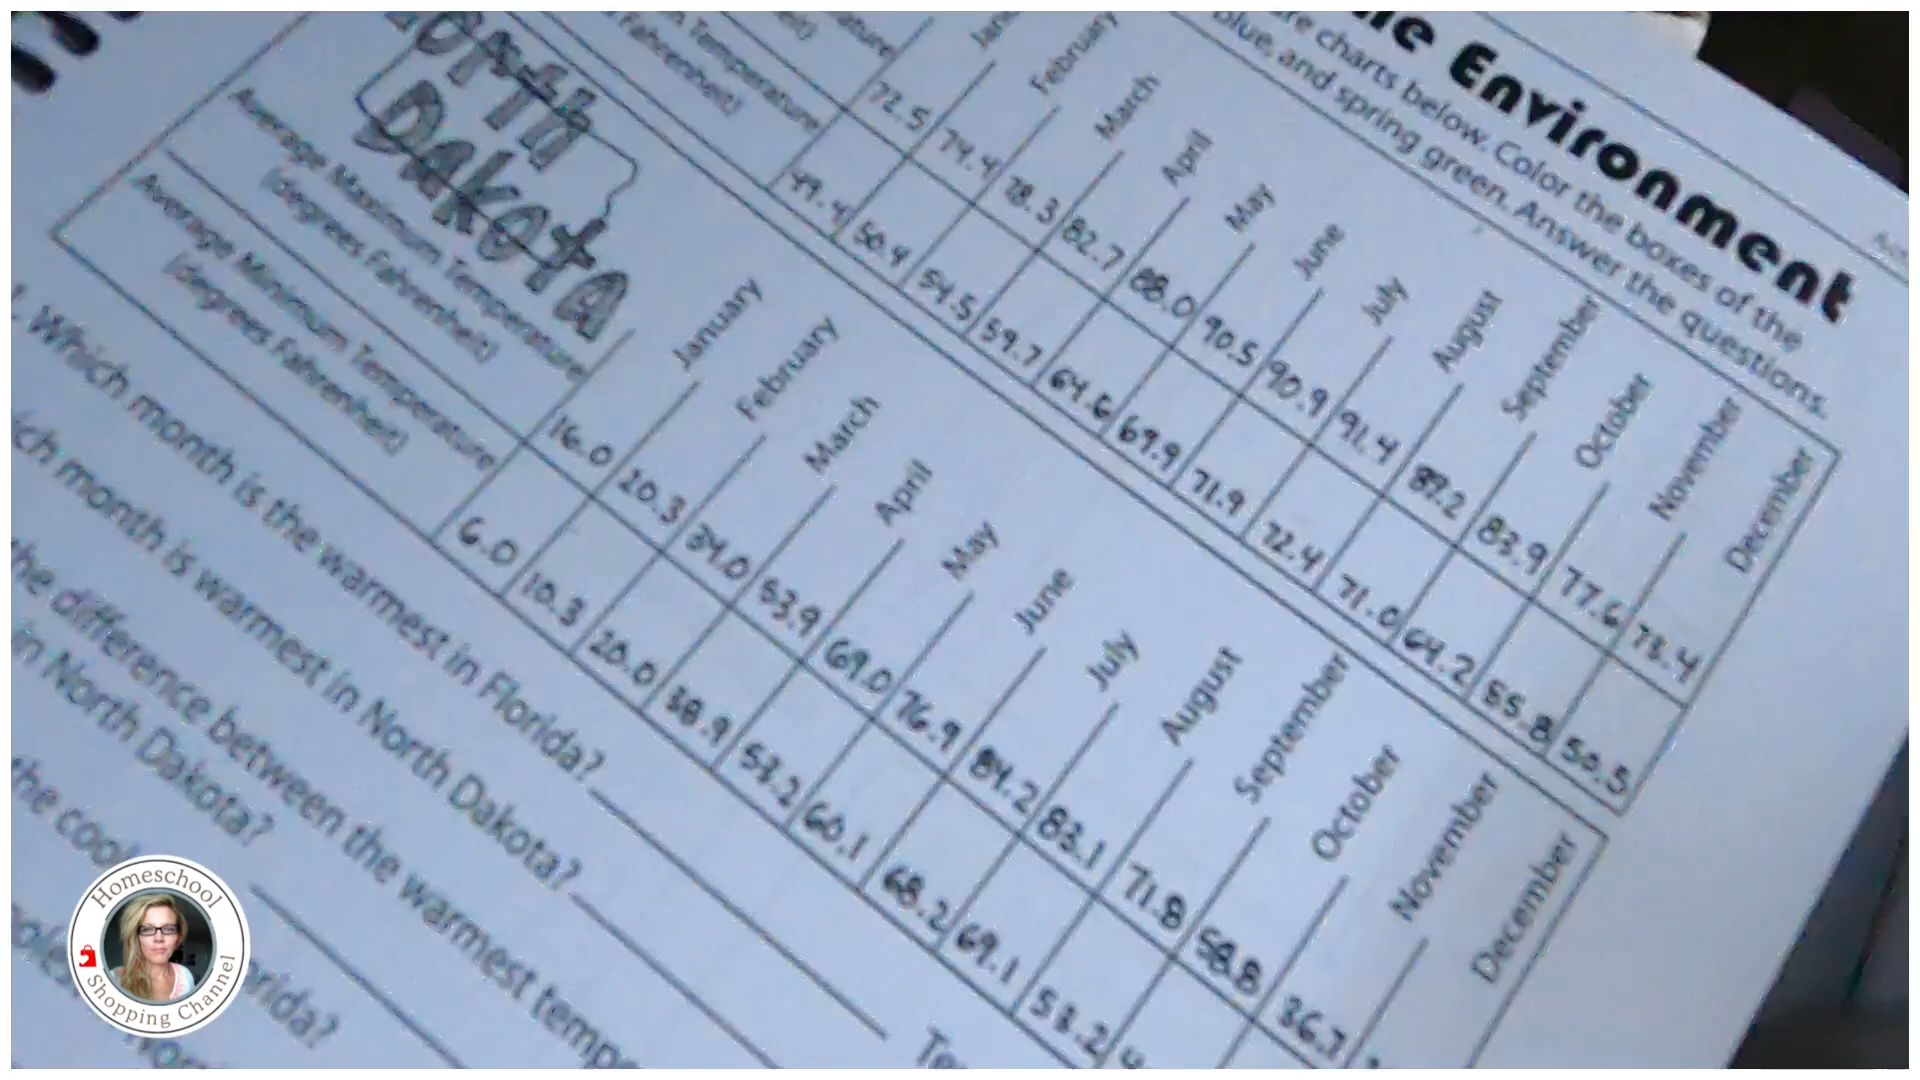 Environment
charts below. Color the boxes of the
blue, and spring green. Answer the questions.
February
March
April
May
June
July
August
September
October
November
December
Temperature
Fahrenheit)
72.5 74.4 78.3 82.7 88.0 90.5 90.9 91.4 89.2 83.9 77.6 73.4
49.4 50.4 54.5 59.7 64.6 69.9 71.9 72.4 71.0 64.2 55.8 50.5
North
Dakota
January
February
March
April
May
June
July
August
September
October
November
December
Average Maximum Temperature
(degrees Fahrenheit)
16.0 20.3 34.0 53.9 69.0 76.9 84.2 83.1 71.8 58.8 36.7
Average Minimum Temperature
(degrees Fahrenheit)
6.0 10.3 20.0 38.9 53.2 60.1 68.2 69.1 53.2
1. Which month is the warmest in Florida?
month is warmest in North Dakota?
the difference between the warmest
in North Dakota?
the
Homeschool
Shopping Channel